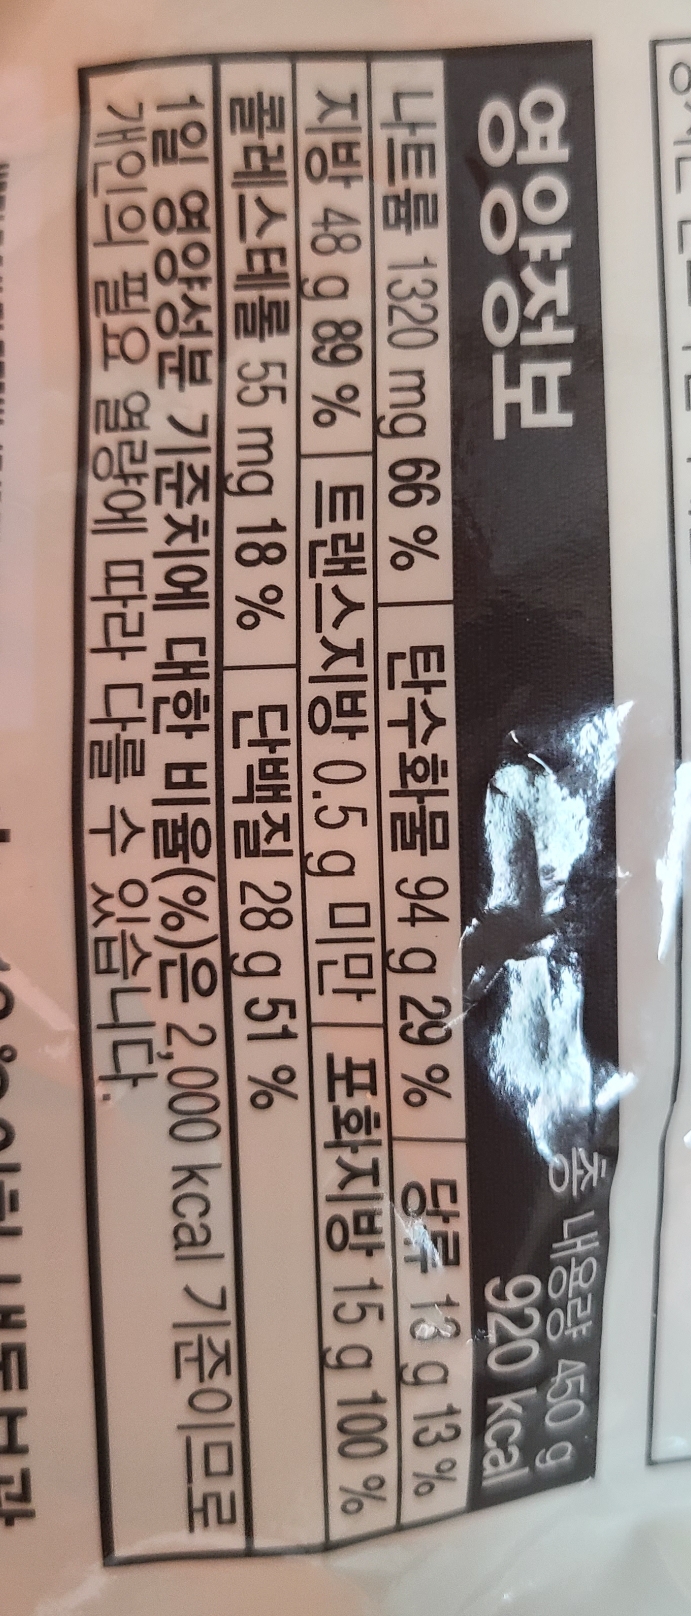 영양정보
총 내용량 450 g
920 kcal
나트륨 1320 mg 66 % 탄수화물 94 g 29 % 당류 13 g 13 %
지방 48 g 89 % 트랜스지방 0.5 g 미만 포화지방 15 g 100 %
콜레스테롤 55 mg 18 % 단백질 28 g 51 %
1일 영양성분 기준치에 대한 비율(%)은 2,000 kcal 기준이므로
개인의 필요 열량에 따라 다를 수 있습니다.